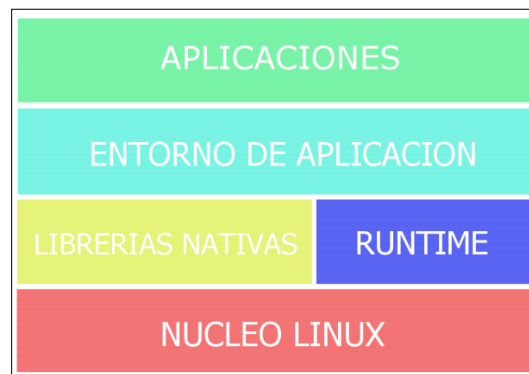 APLICACIONES
ENTORNO DE APLICACION
LIBRERIAS NATIVAS
RUNTIME
NUCLEO LINUX